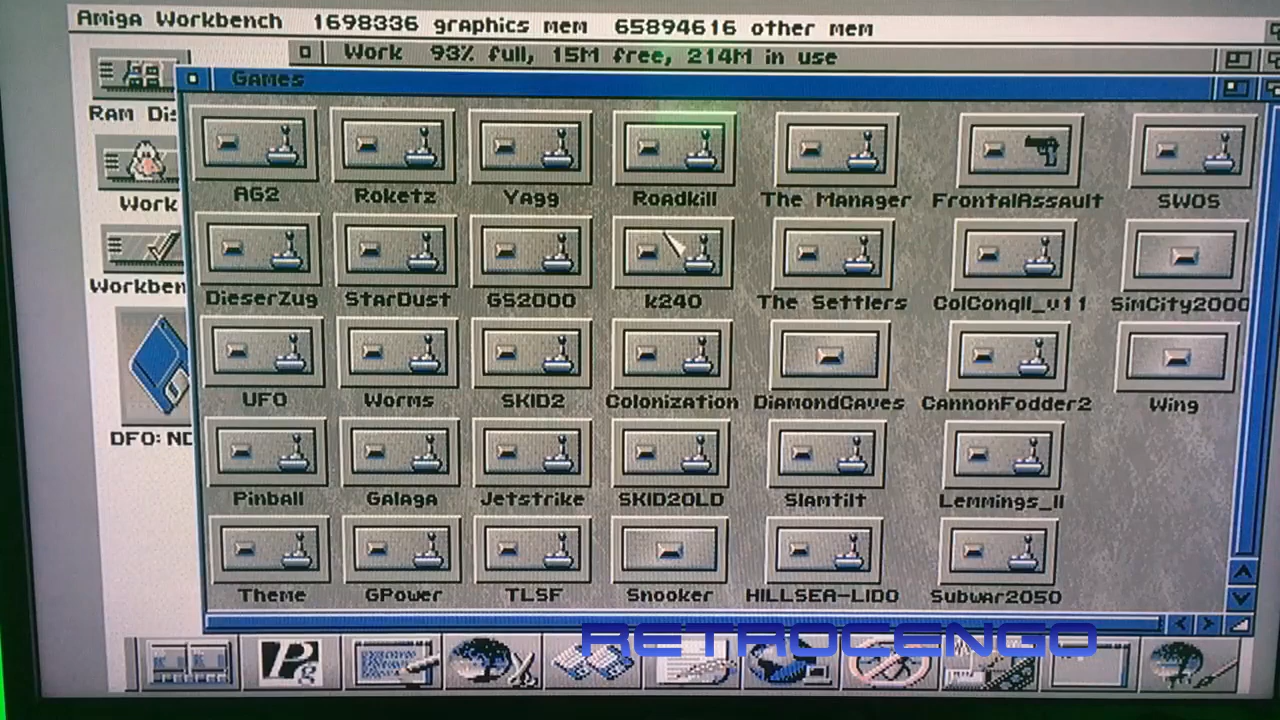 Amiga Workbench 1698336 graphics mem 65894616 other mem
Work 93% full, 15M free, 214M in use
Games
Ram Dis
Work
Workben
DF0:ND
AG2 Roketz Yagg Roadkill The Manager FrontalAssault SWOS
DieserZug StarDust GS2000 k240 The Settlers ColConqII_v11 SimCity2000
UFO Worms SKID2 Colonization DiamondCaves CannonFodder2 Wing
Pinball Galaga Jetstrike SKID2OLD Slamtilt Lemmings_II
Theme GPower TLSF Snooker HILLSEA-LIDO Subwar2050
Pg
RETROCENGO